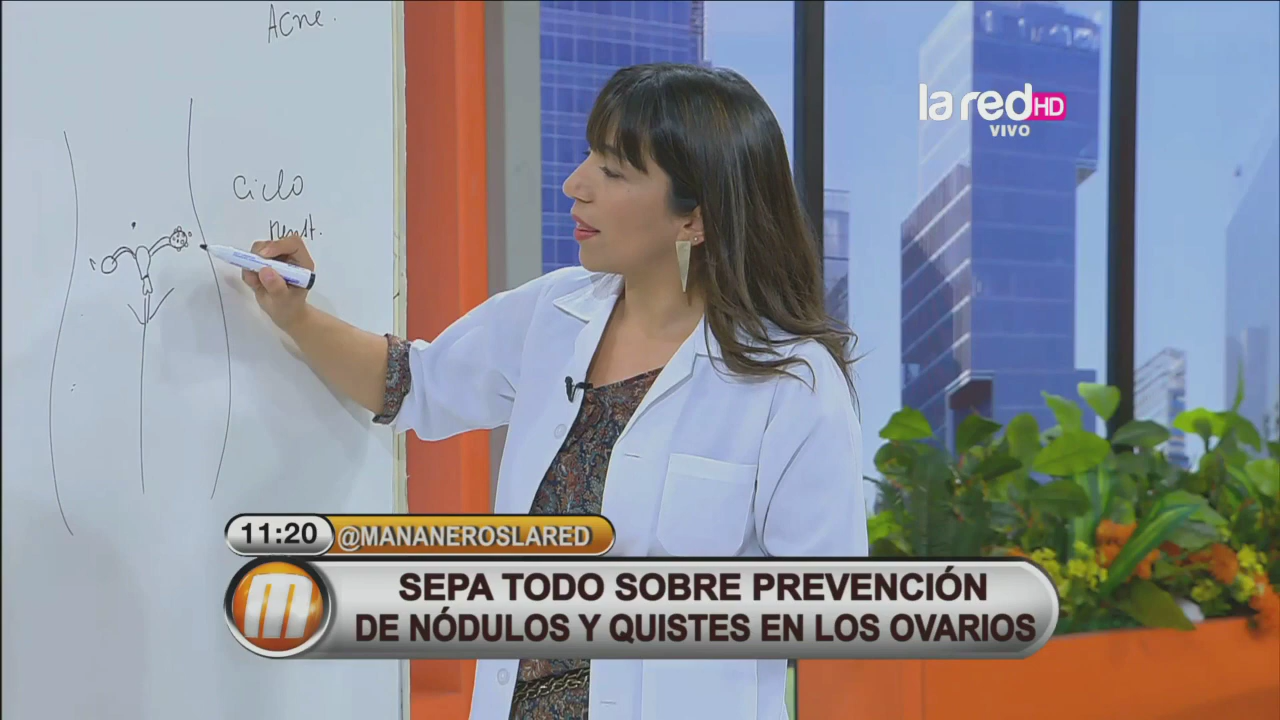 Acne.
la red HD
VIVO
Ciclo
menst.
11:20 @MANANEROSLARED
SEPA TODO SOBRE PREVENCIÓN
DE NÓDULOS Y QUISTES EN LOS OVARIOS